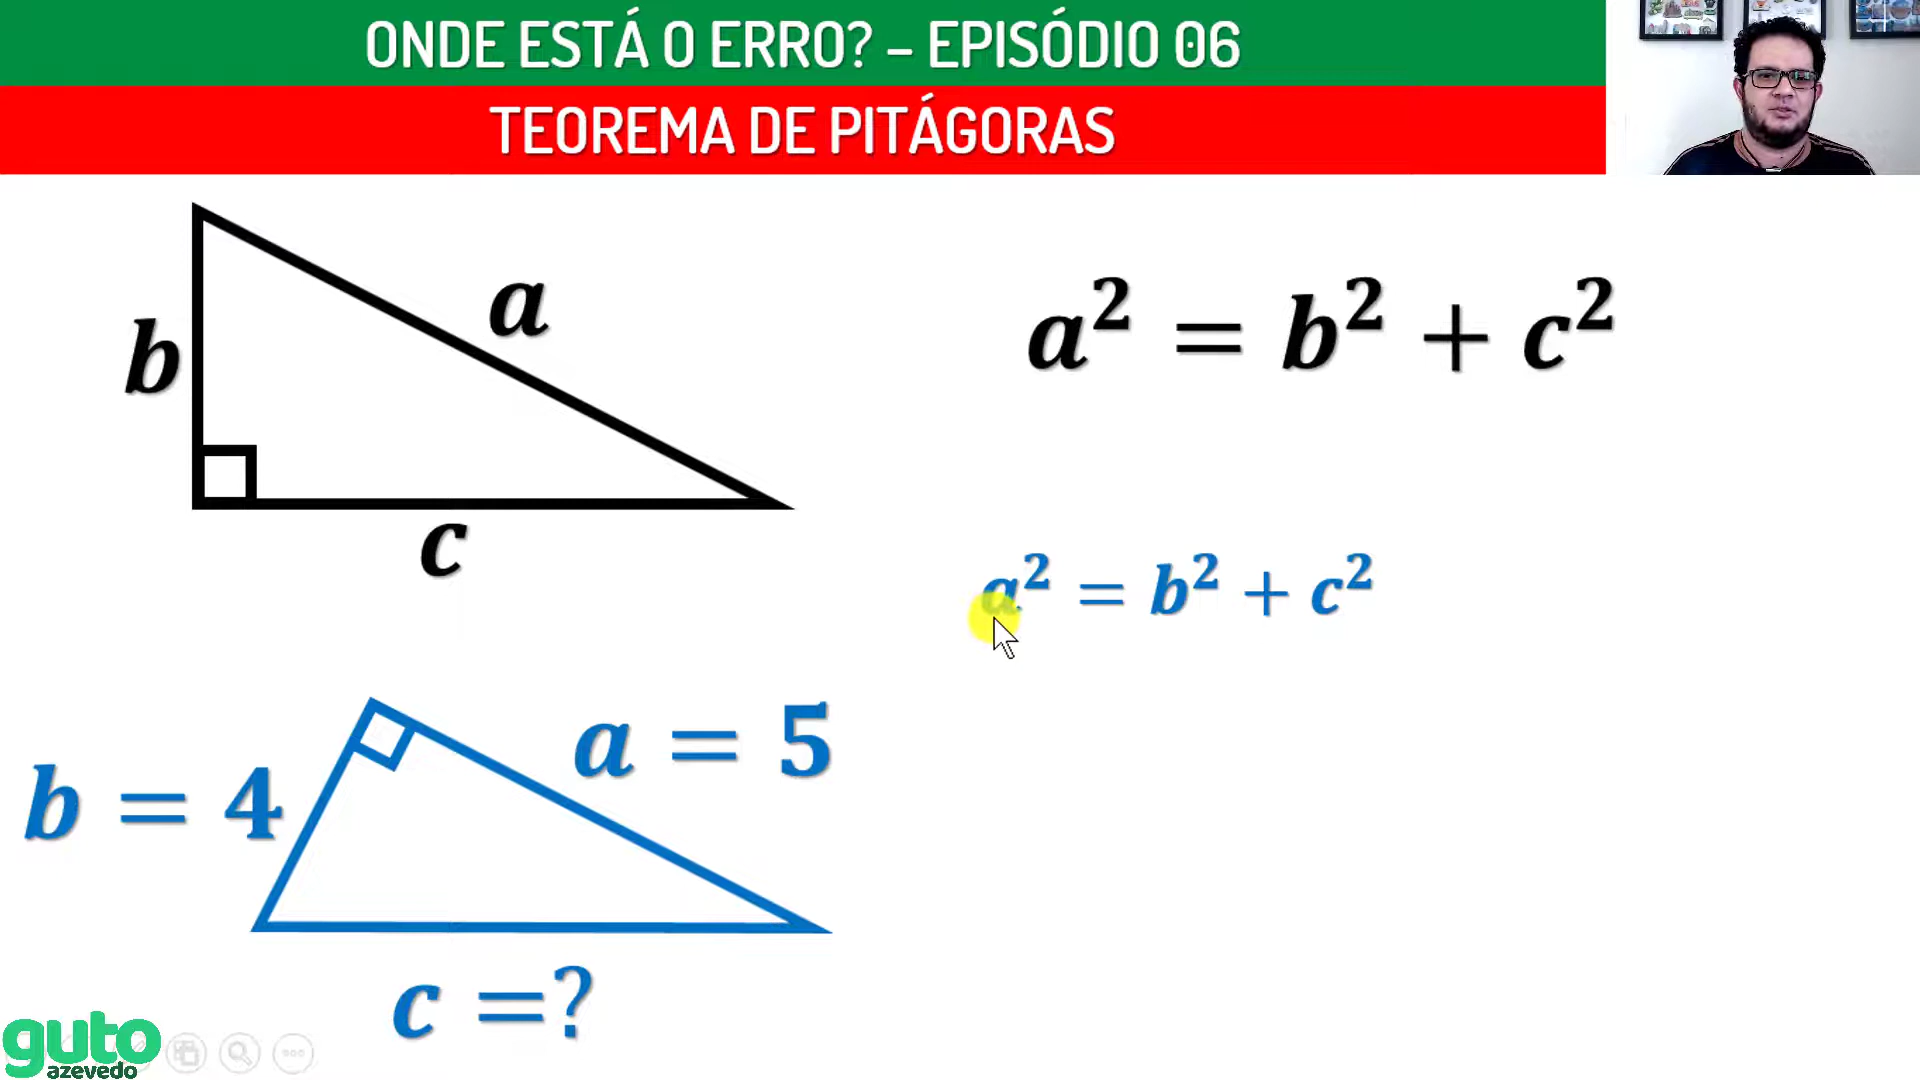 ONDE ESTÁ O ERRO? – EPISÓDIO 06
TEOREMA DE PITÁGORAS
a
b
c
a² = b² + c²
a² = b² + c²
a = 5
b = 4
c =?
guto
azevedo